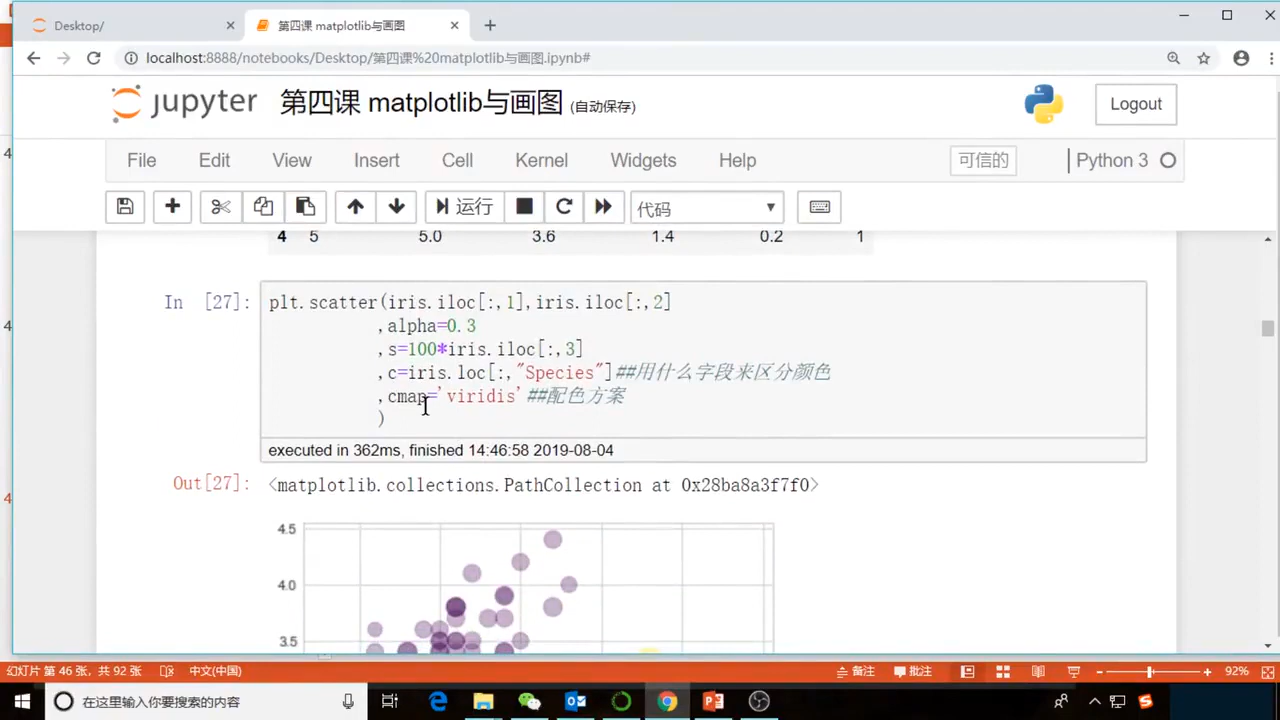 Desktop/
第四课 matplotlib与画图
localhost:8888/notebooks/Desktop/第四课%20matplotlib与画图.ipynb#
jupyter 第四课 matplotlib与画图 (自动保存)
Logout
File Edit View Insert Cell Kernel Widgets Help 可信的 Python 3
运行 代码
4 5 5.0 3.6 1.4 0.2 1
In [27]: plt.scatter(iris.iloc[:,1],iris.iloc[:,2]
,alpha=0.3
,s=100*iris.iloc[:,3]
,c=iris.loc[:,"Species"]##用什么字段来区分颜色
,cmap='viridis' ##配色方案
)
executed in 362ms, finished 14:46:58 2019-08-04
Out[27]: <matplotlib.collections.PathCollection at 0x28ba8a3f7f0>
4.5
4.0
3.5
4
4
4
幻灯片 第 46 张，共 92 张 中文(中国) 备注 批注 92%
在这里输入你要搜索的内容